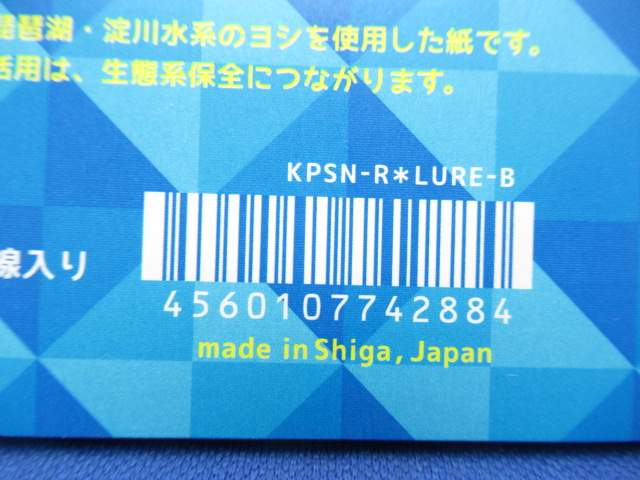 琵琶湖・淀川水系のヨシを使用した紙です。
活用は、生態系保全につながります。
KPSN-R*LURE-B
線入り
4560107742884
made in Shiga, Japan